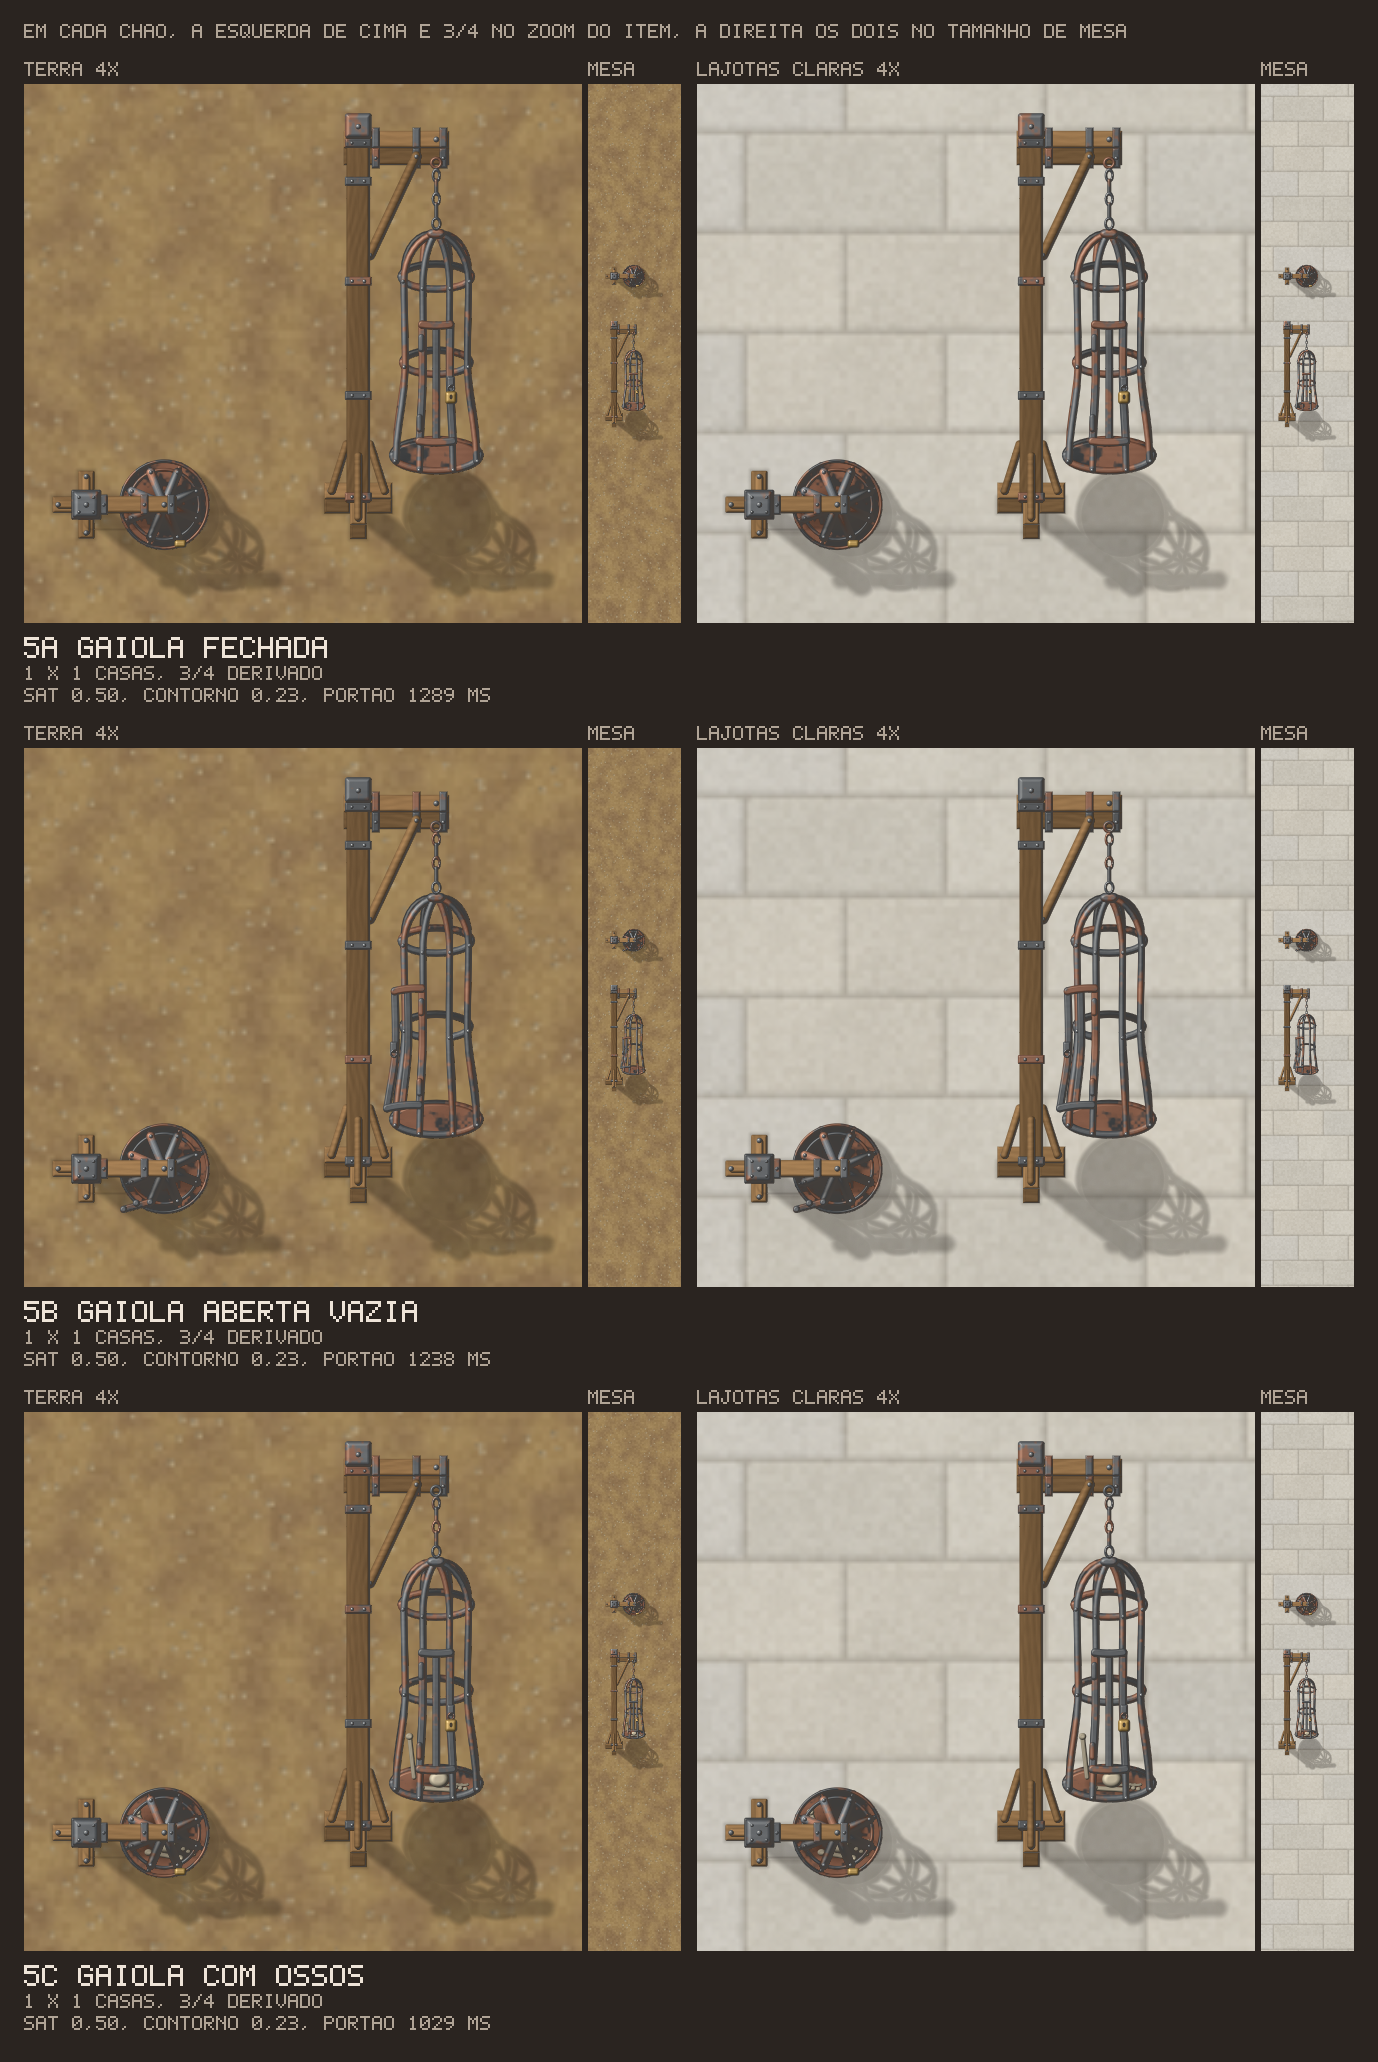 EM CADA CHAO, A ESQUERDA DE CIMA E 3/4 NO ZOOM DO ITEM, A DIREITA OS DOIS NO TAMANHO DE MESA
TERRA 4X MESA LAJOTAS CLARAS 4X MESA
5A GAIOLA FECHADA
1 X 1 CASAS, 3/4 DERIVADO
SAT 0,50, CONTORNO 0,23, PORTAO 1289 MS
TERRA 4X MESA LAJOTAS CLARAS 4X MESA
5B GAIOLA ABERTA VAZIA
1 X 1 CASAS, 3/4 DERIVADO
SAT 0,50, CONTORNO 0,23, PORTAO 1238 MS
TERRA 4X MESA LAJOTAS CLARAS 4X MESA
5C GAIOLA COM OSSOS
1 X 1 CASAS, 3/4 DERIVADO
SAT 0,50, CONTORNO 0,23, PORTAO 1029 MS